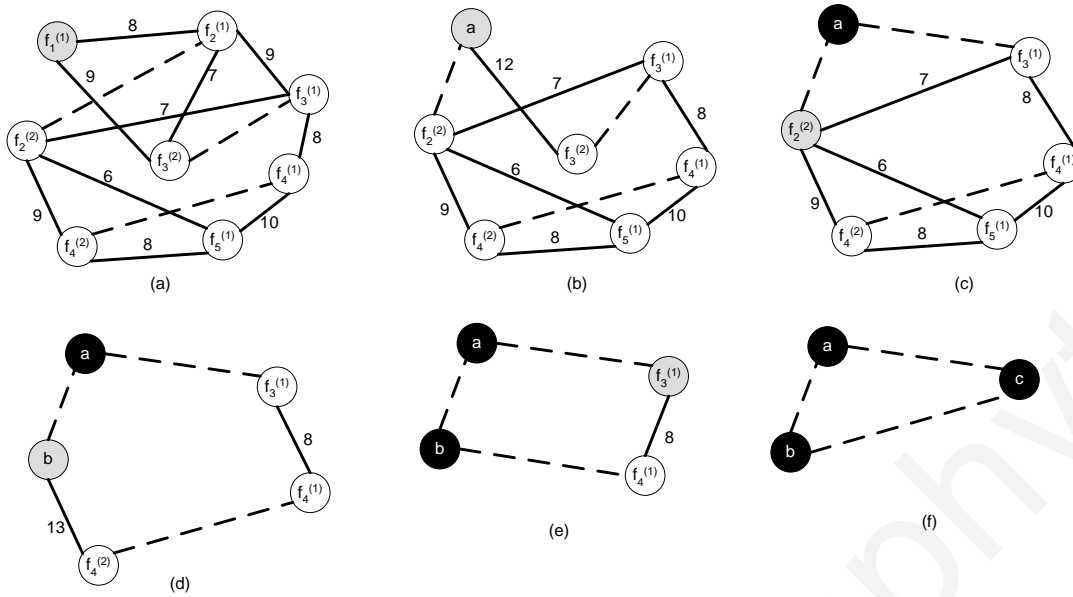 f₁⁽¹⁾ 8 f₂⁽¹⁾
9 7 9
f₃⁽¹⁾
7
f₂⁽²⁾ f₃⁽²⁾ 8
6 f₄⁽¹⁾
9 10
f₄⁽²⁾ 8 f₅⁽¹⁾
(a)
a
12 f₃⁽¹⁾
7
8
f₂⁽²⁾ f₃⁽²⁾
6 f₄⁽¹⁾
9 10
f₄⁽²⁾ 8 f₅⁽¹⁾
(b)
a
f₃⁽¹⁾
7
8
f₂⁽²⁾
6 f₄⁽¹⁾
9 10
f₄⁽²⁾ 8 f₅⁽¹⁾
(c)
a
f₃⁽¹⁾
8
b
f₄⁽¹⁾
13
f₄⁽²⁾
(d)
a
f₃⁽¹⁾
8
b
f₄⁽¹⁾
(e)
a
c
b
(f)